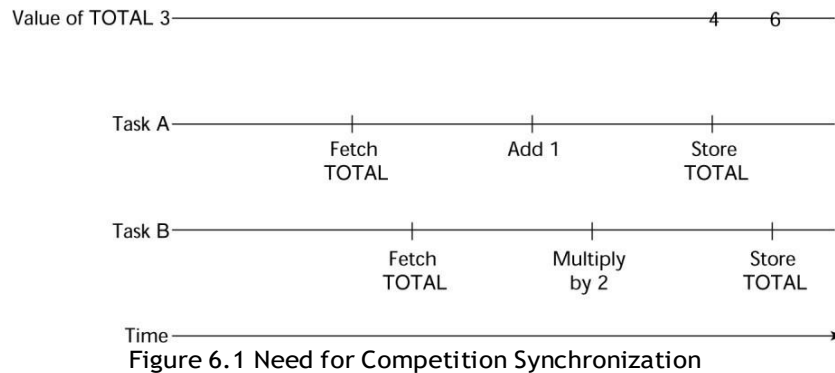 Value of TOTAL 3 4 6
Task A
Fetch Add 1 Store
TOTAL TOTAL
Task B
Fetch Multiply Store
TOTAL by 2 TOTAL
Time
Figure 6.1 Need for Competition Synchronization